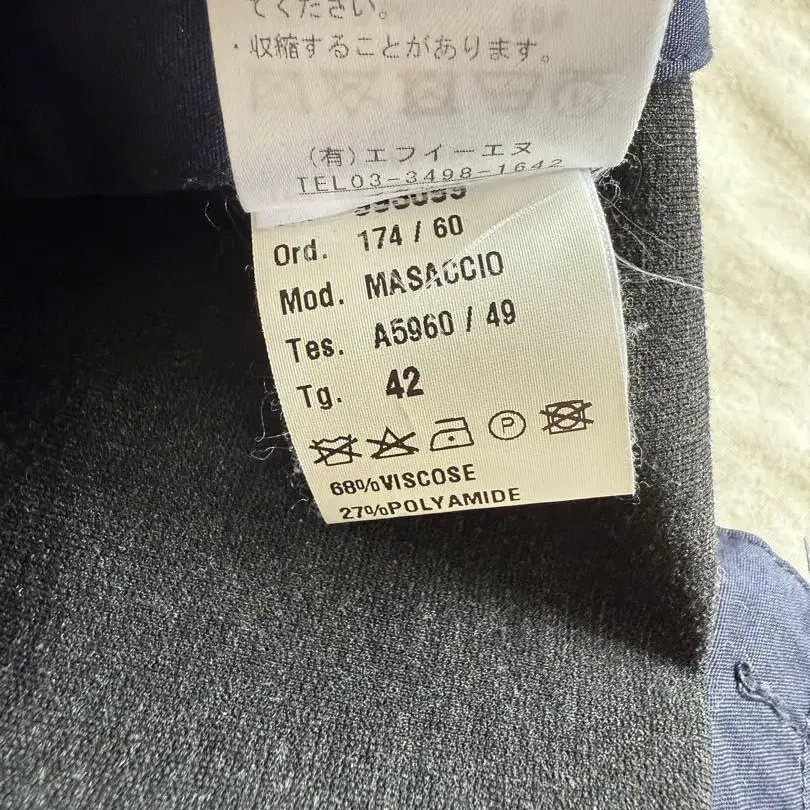 てください。
・収縮することがあります。
(有)エフイーエヌ
TEL03-3498-1642
Ord. 174 / 60
Mod. MASACCIO
Tes. A5960 / 49
Tg. 42
P
68%VISCOSE
27%POLYAMIDE